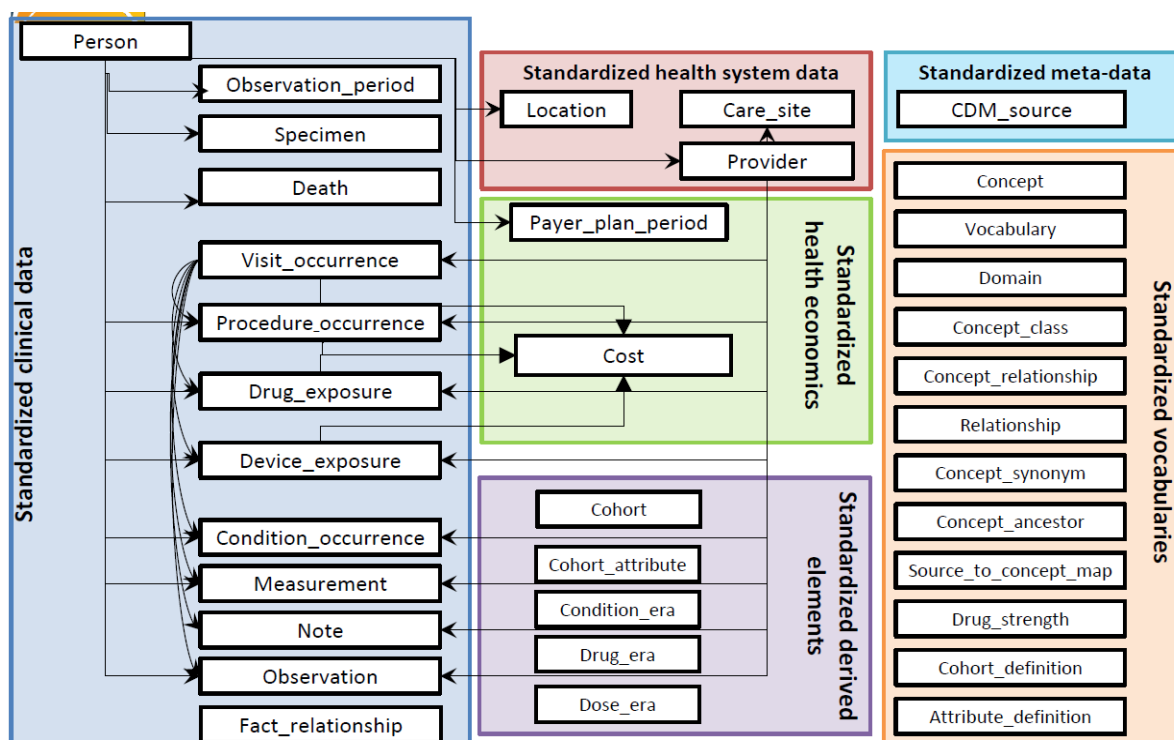 Person
Observation_period
Specimen
Death
Visit_occurrence
Procedure_occurrence
Drug_exposure
Device_exposure
Condition_occurrence
Measurement
Note
Observation
Fact_relationship
Standardized clinical data
Standardized health system data
Location
Care_site
Provider
Payer_plan_period
Cost
Standardized
health economics
Cohort
Cohort_attribute
Condition_era
Drug_era
Dose_era
Standardized derived
elements
Standardized meta-data
CDM_source
Concept
Vocabulary
Domain
Concept_class
Concept_relationship
Relationship
Concept_synonym
Concept_ancestor
Source_to_concept_map
Drug_strength
Cohort_definition
Attribute_definition
Standardized vocabularies